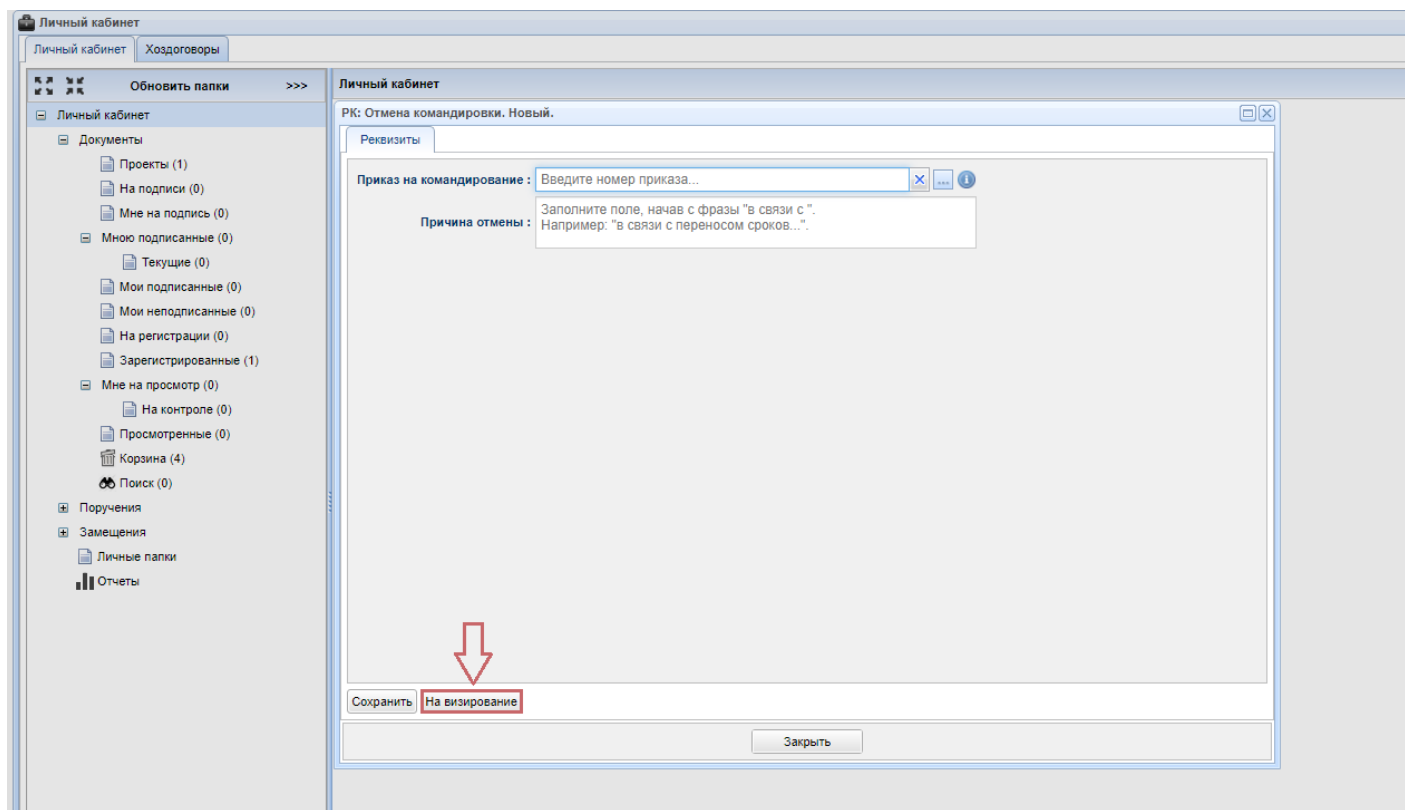 Личный кабинет
Личный кабинет Хоздоговоры
Обновить папки >>>
Личный кабинет
Документы
Проекты (1)
На подписи (0)
Мне на подпись (0)
Мною подписанные (0)
Текущие (0)
Мои подписанные (0)
Мои неподписанные (0)
На регистрации (0)
Зарегистрированные (1)
Мне на просмотр (0)
На контроле (0)
Просмотренные (0)
Корзина (4)
Поиск (0)
Поручения
Замещения
Личные папки
Отчеты
Личный кабинет
РК: Отмена командировки. Новый.
Реквизиты
Приказ на командирование : Введите номер приказа... ...
Причина отмены : Заполните поле, начав с фразы "в связи с ".
Например: "в связи с переносом сроков...".
Сохранить На визирование
Закрыть